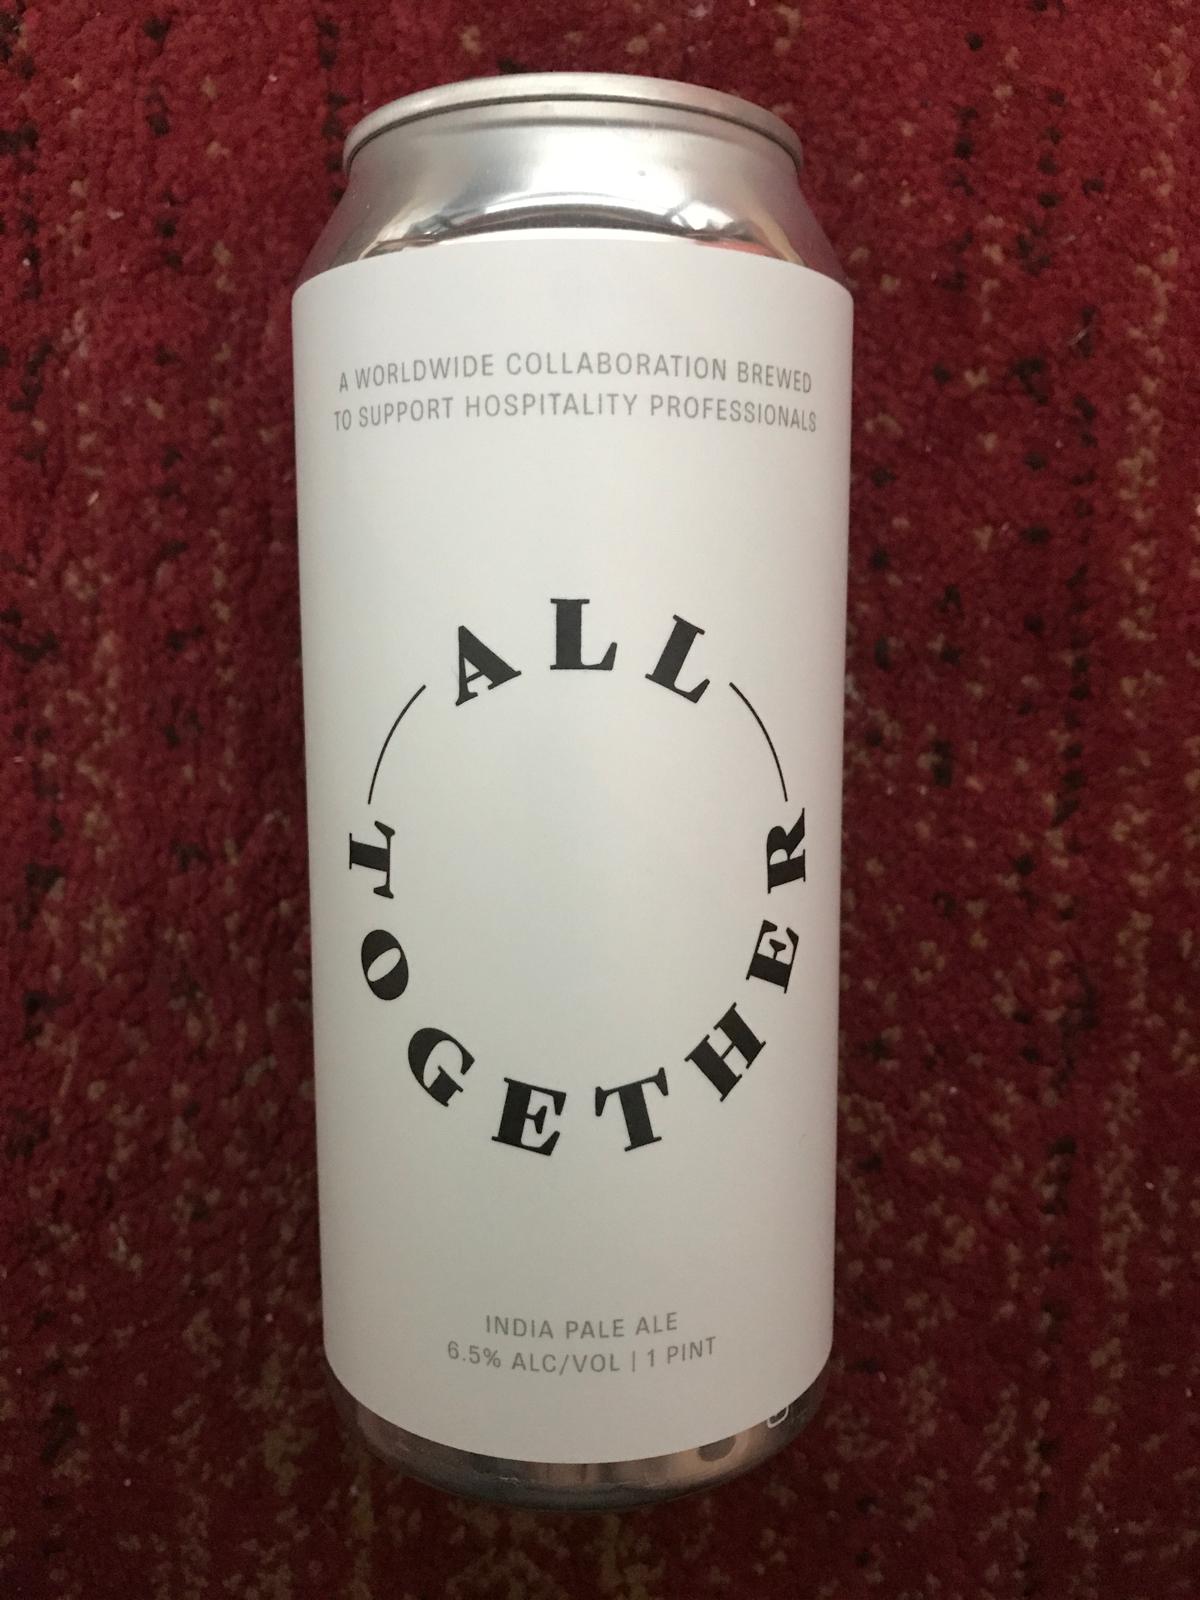 A WORLDWIDE COLLABORATION BREWED
TO SUPPORT HOSPITALITY PROFESSIONALS
ALL
TOGETHER
INDIA PALE ALE
6.5% ALC/VOL | 1 PINT